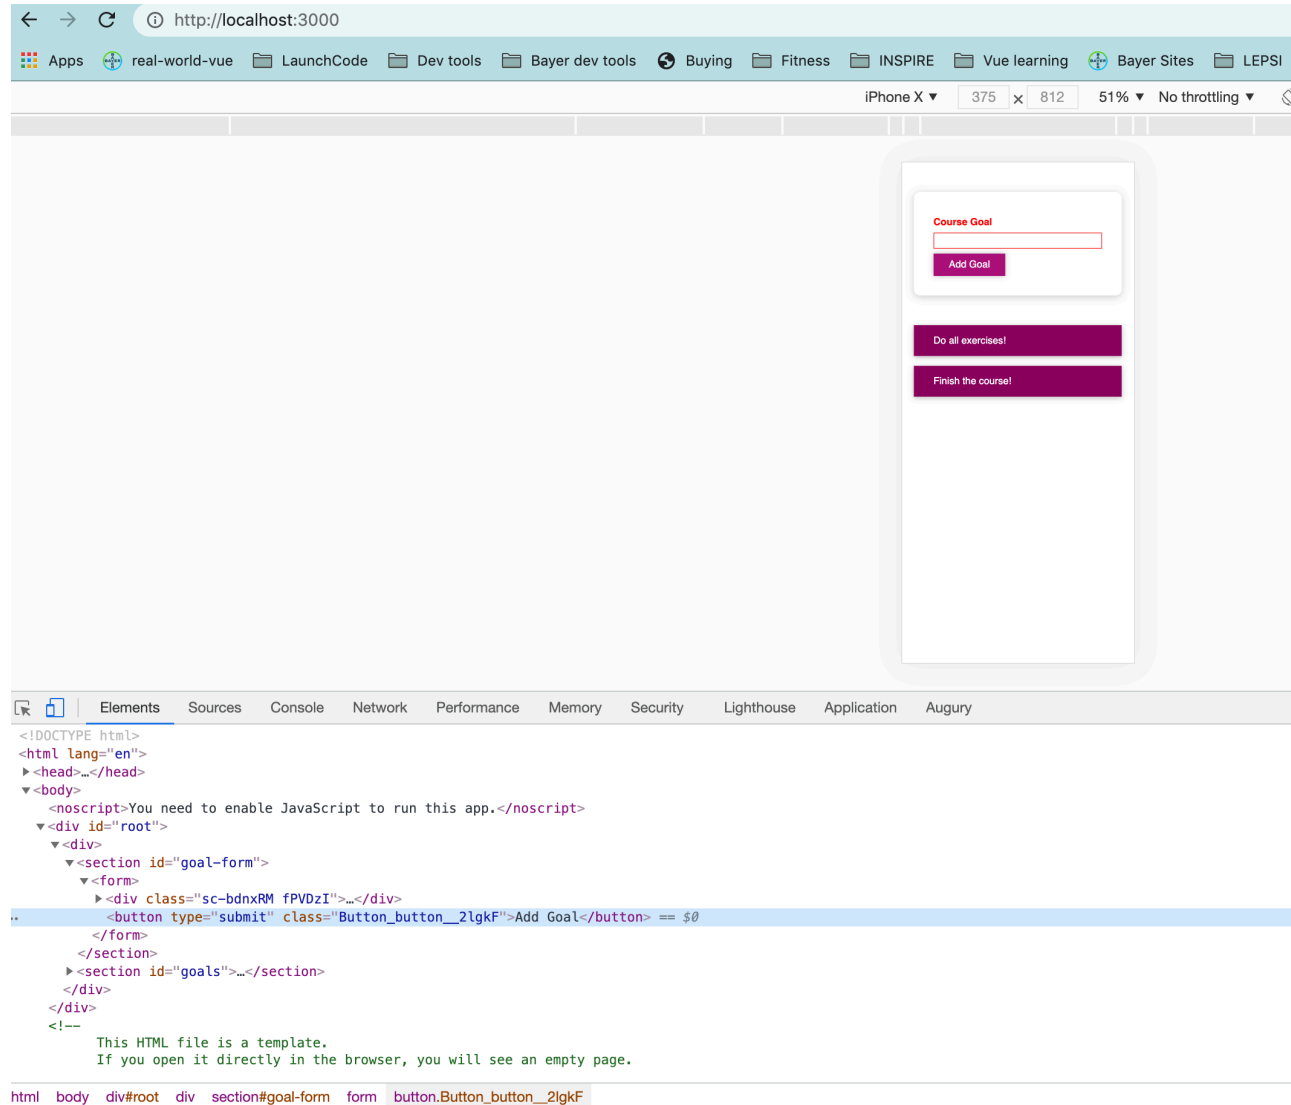 http://localhost:3000
Apps real-world-vue LaunchCode Dev tools Bayer dev tools Buying Fitness INSPIRE Vue learning Bayer Sites LEPSI
iPhone X ▼ 375 × 812 51% ▼ No throttling ▼
Course Goal
Add Goal
Do all exercises!
Finish the course!
Elements Sources Console Network Performance Memory Security Lighthouse Application Augury
<!DOCTYPE html>
<html lang="en">
▶<head>…</head>
▼<body>
<noscript>You need to enable JavaScript to run this app.</noscript>
▼<div id="root">
▼<div>
▼<section id="goal-form">
▼<form>
▶<div class="sc-bdnxRM fPVDzI">…</div>
<button type="submit" class="Button_button__2lgkF">Add Goal</button> == $0
</form>
</section>
▶<section id="goals">…</section>
</div>
</div>
<!--
This HTML file is a template.
If you open it directly in the browser, you will see an empty page.
html body div#root div section#goal-form form button.Button_button__2lgkF